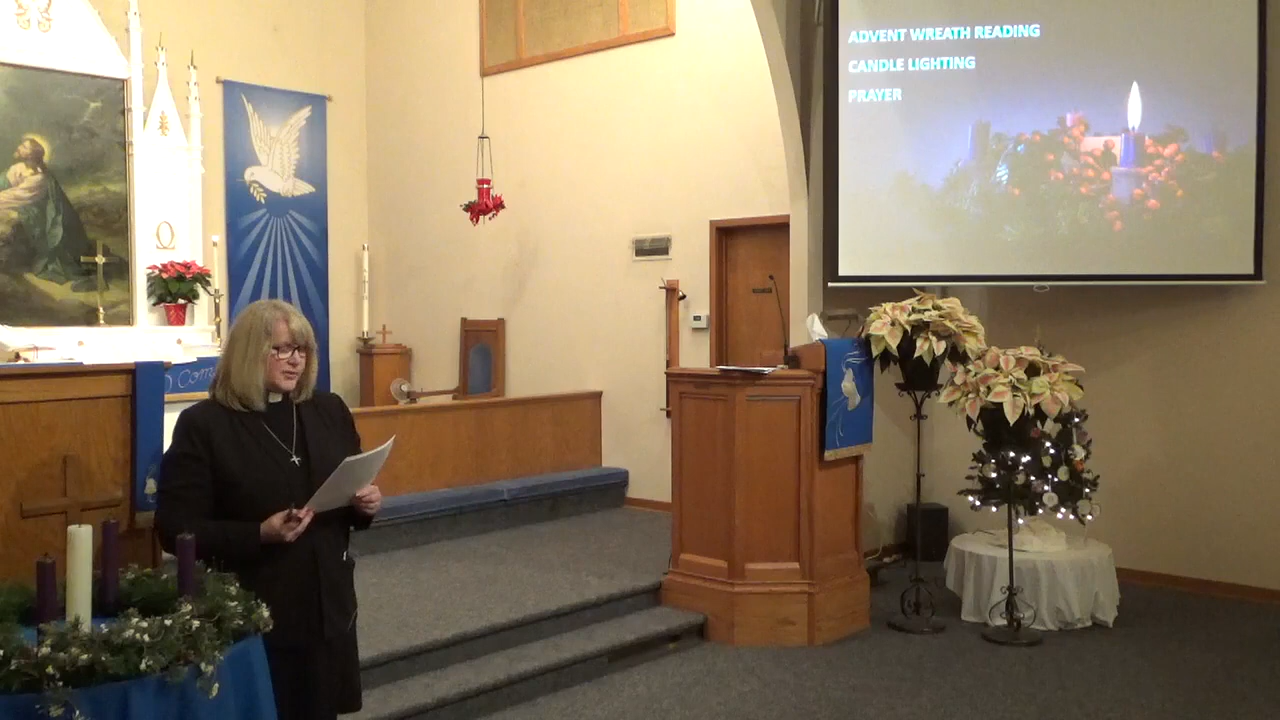 ADVENT WREATH READING
CANDLE LIGHTING
PRAYER
Ω